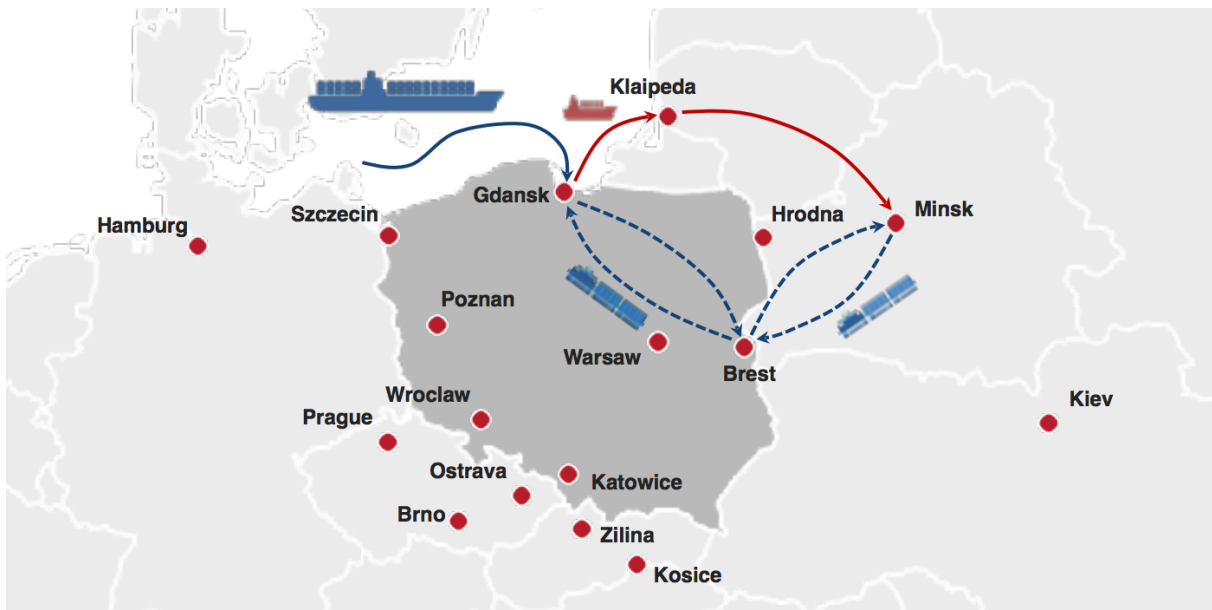 Klaipeda
Gdansk
Szczecin
Hrodna
Minsk
Hamburg
Poznan
Warsaw
Brest
Wroclaw
Kiev
Prague
Ostrava
Katowice
Brno
Zilina
Kosice